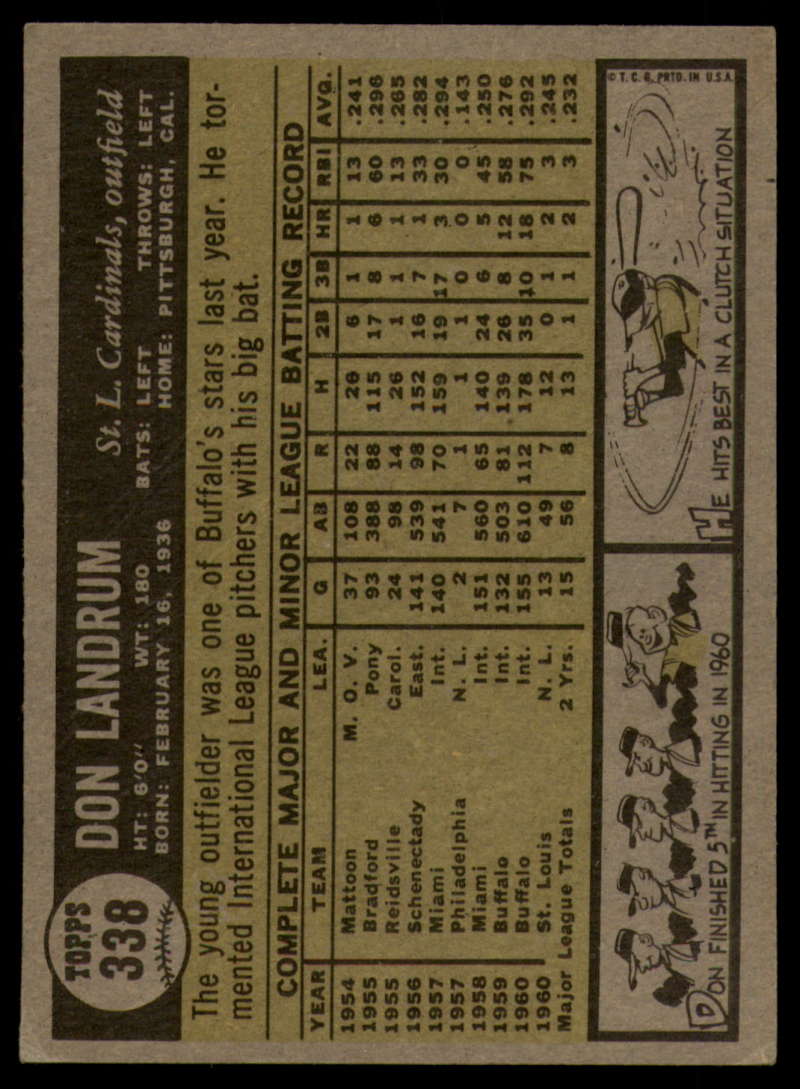 TOPPS
338
DON LANDRUM
St. L. Cardinals, outfield
HT: 6'0" WT: 180 BATS: LEFT THROWS: LEFT
BORN: FEBRUARY 16, 1936 HOME: PITTSBURGH, CAL.
The young outfielder was one of Buffalo's stars last year. He tor-
mented International League pitchers with his big bat.
COMPLETE MAJOR AND MINOR LEAGUE BATTING RECORD
YEAR TEAM LEA. G AB R H 2B 3B HR RBI AVG.
1954 Mattoon M. O. V. 37 108 22 26 6 1 1 13 .241
1955 Bradford Pony 93 388 88 115 17 8 6 60 .296
1955 Reidsville Carol. 24 98 14 26 1 1 1 13 .265
1956 Schenectady East. 141 539 98 152 16 7 1 33 .282
1957 Miami Int. 140 541 70 159 19 17 3 30 .294
1957 Philadelphia N. L. 2 7 1 1 1 0 0 0 .143
1958 Miami Int. 151 560 65 140 24 6 5 45 .250
1959 Buffalo Int. 132 503 81 139 26 8 12 58 .276
1960 Buffalo Int. 155 610 112 178 35 10 18 75 .292
1960 St. Louis N. L. 13 49 7 12 0 1 2 3 .245
Major League Totals 2 Yrs. 15 56 8 13 1 1 2 3 .232
© T. C. G. PRTD. IN U.S.A.
DON FINISHED 5TH IN HITTING IN 1960
HE HITS BEST IN A CLUTCH SITUATION